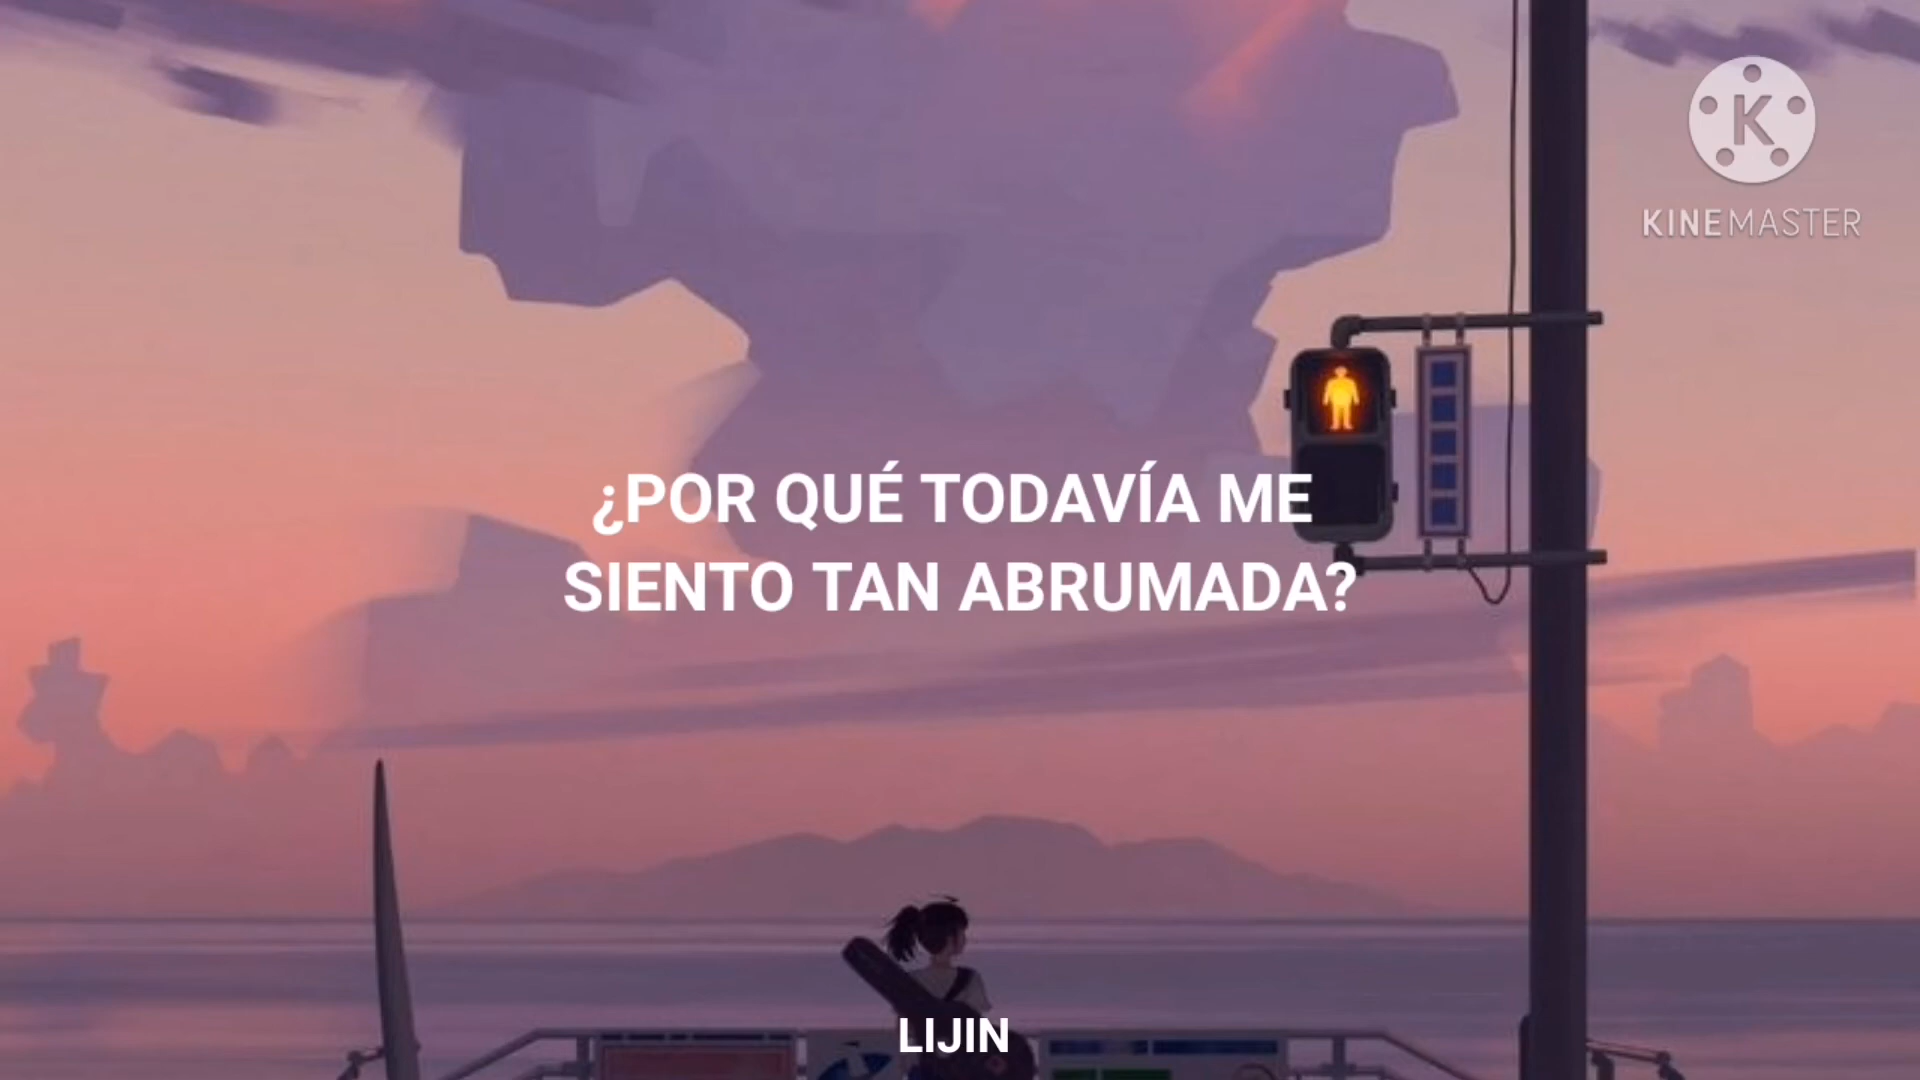 K
KINEMASTER
¿POR QUÉ TODAVÍA ME
SIENTO TAN ABRUMADA?
LIJIN